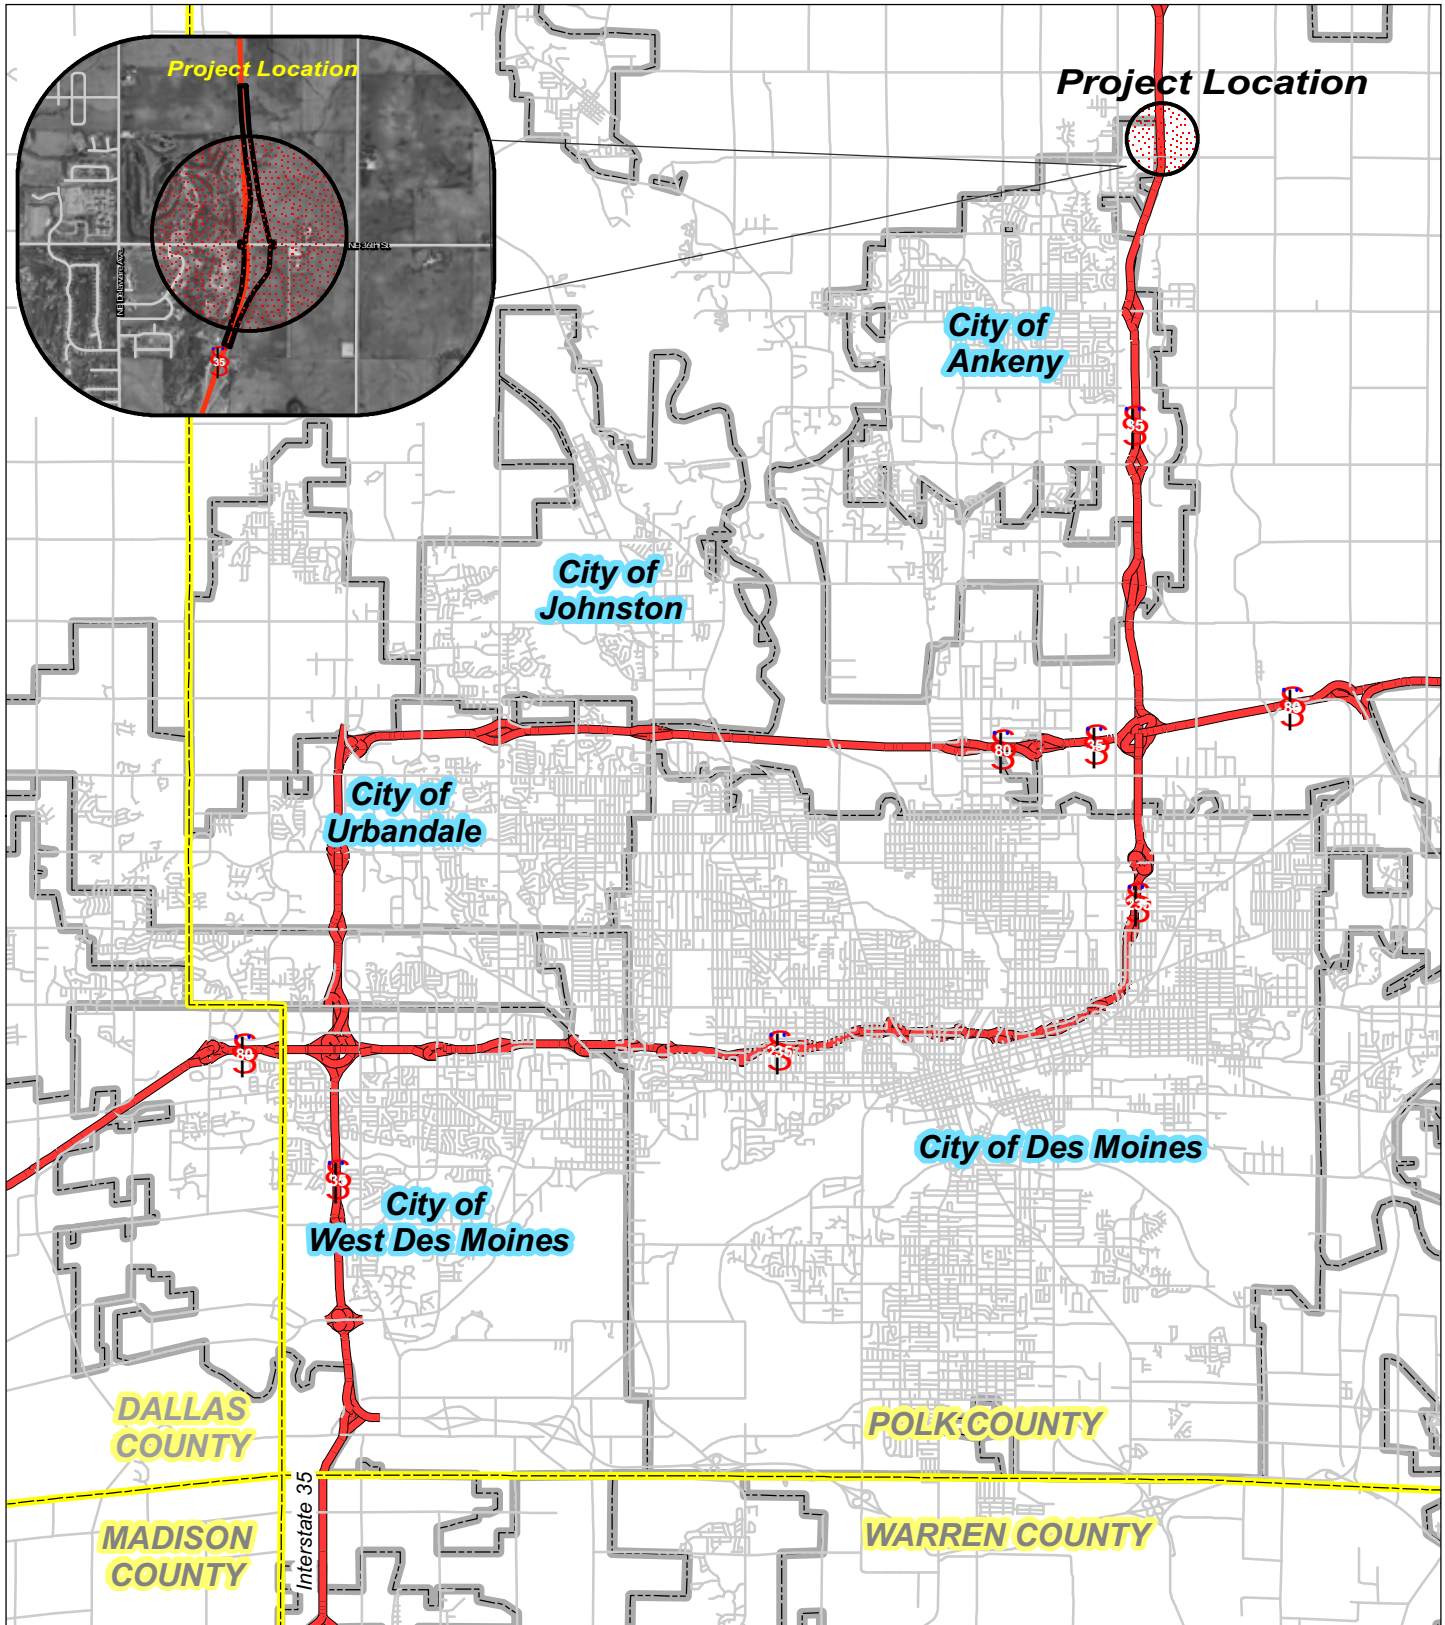 Project Location
Project Location
NE 36th St
NE Delaware Ave
35
City of
Ankeny
35
City of
Johnston
80
35
80
City of
Urbandale
235
80
235
City of Des Moines
35
City of
West Des Moines
DALLAS
COUNTY
POLK COUNTY
Interstate 35
MADISON
COUNTY
WARREN COUNTY